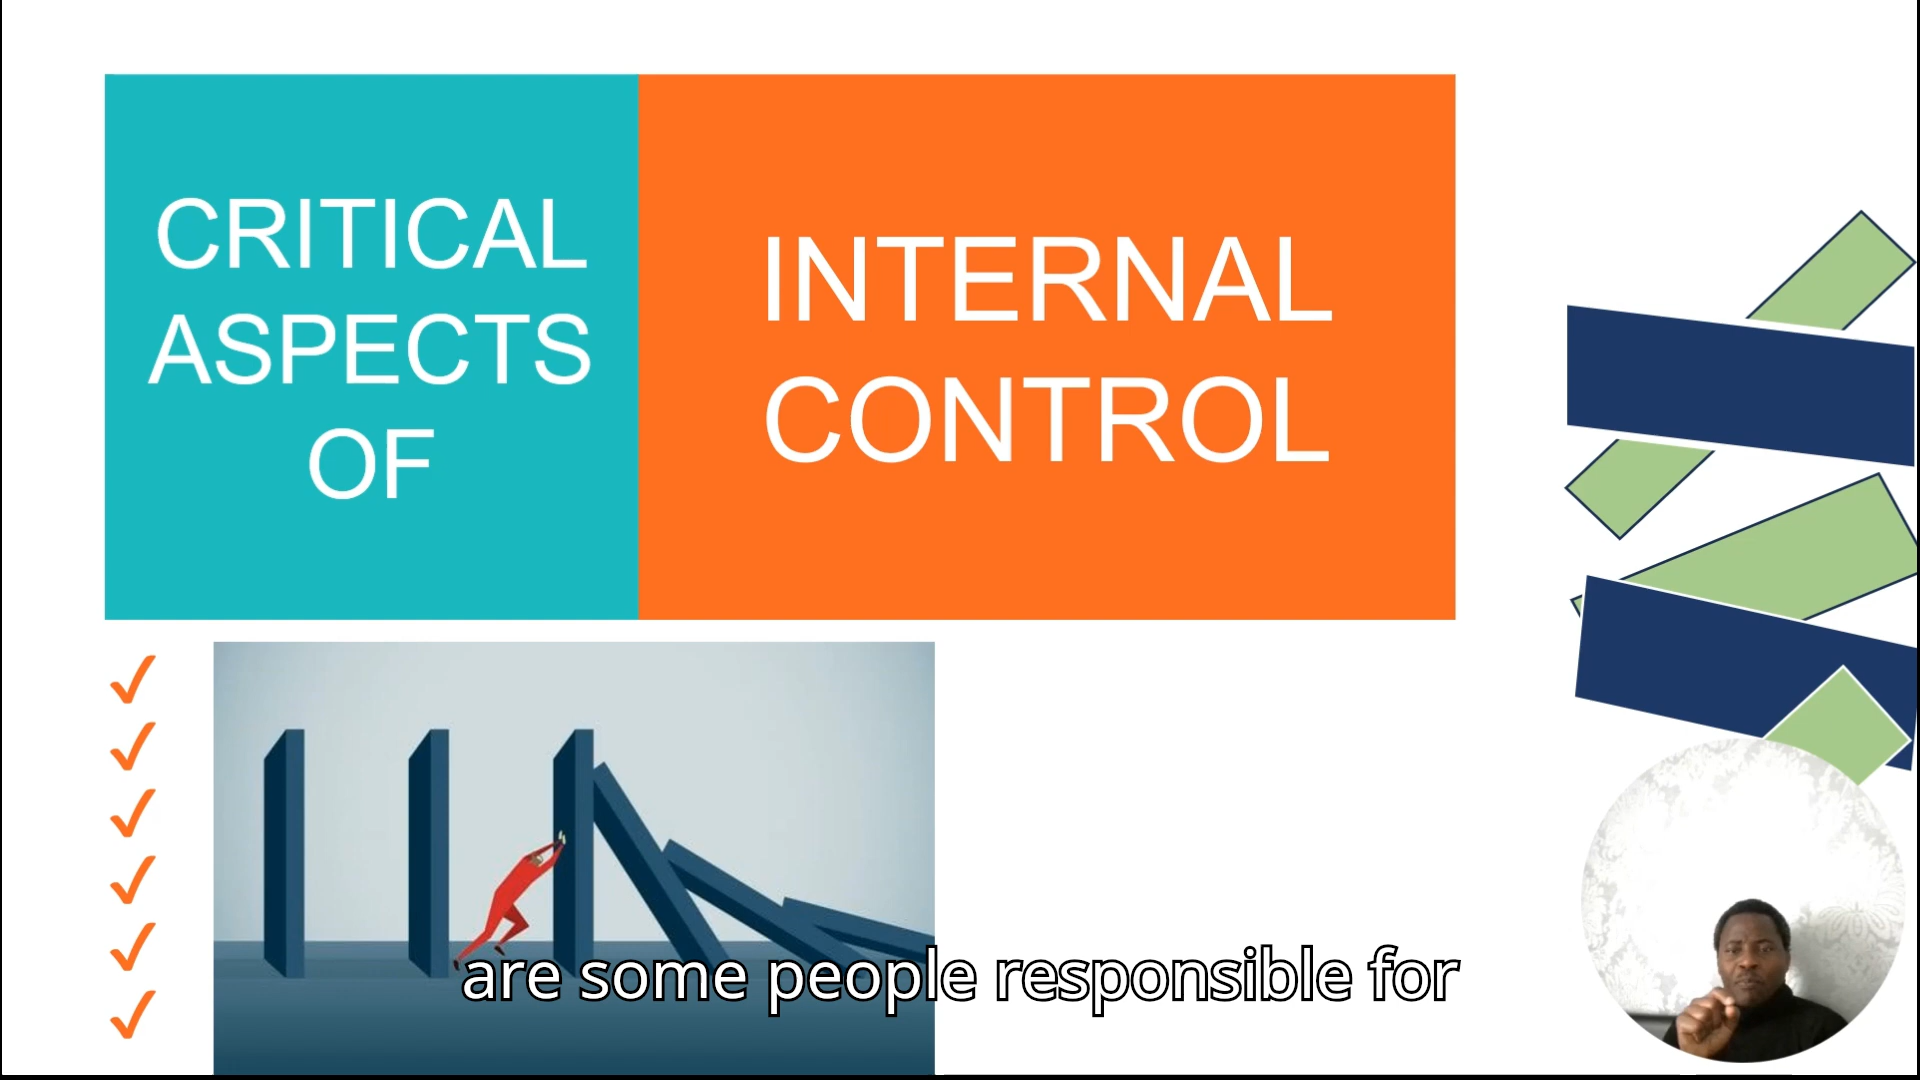 CRITICAL
ASPECTS
OF
INTERNAL
CONTROL
are some people responsible for